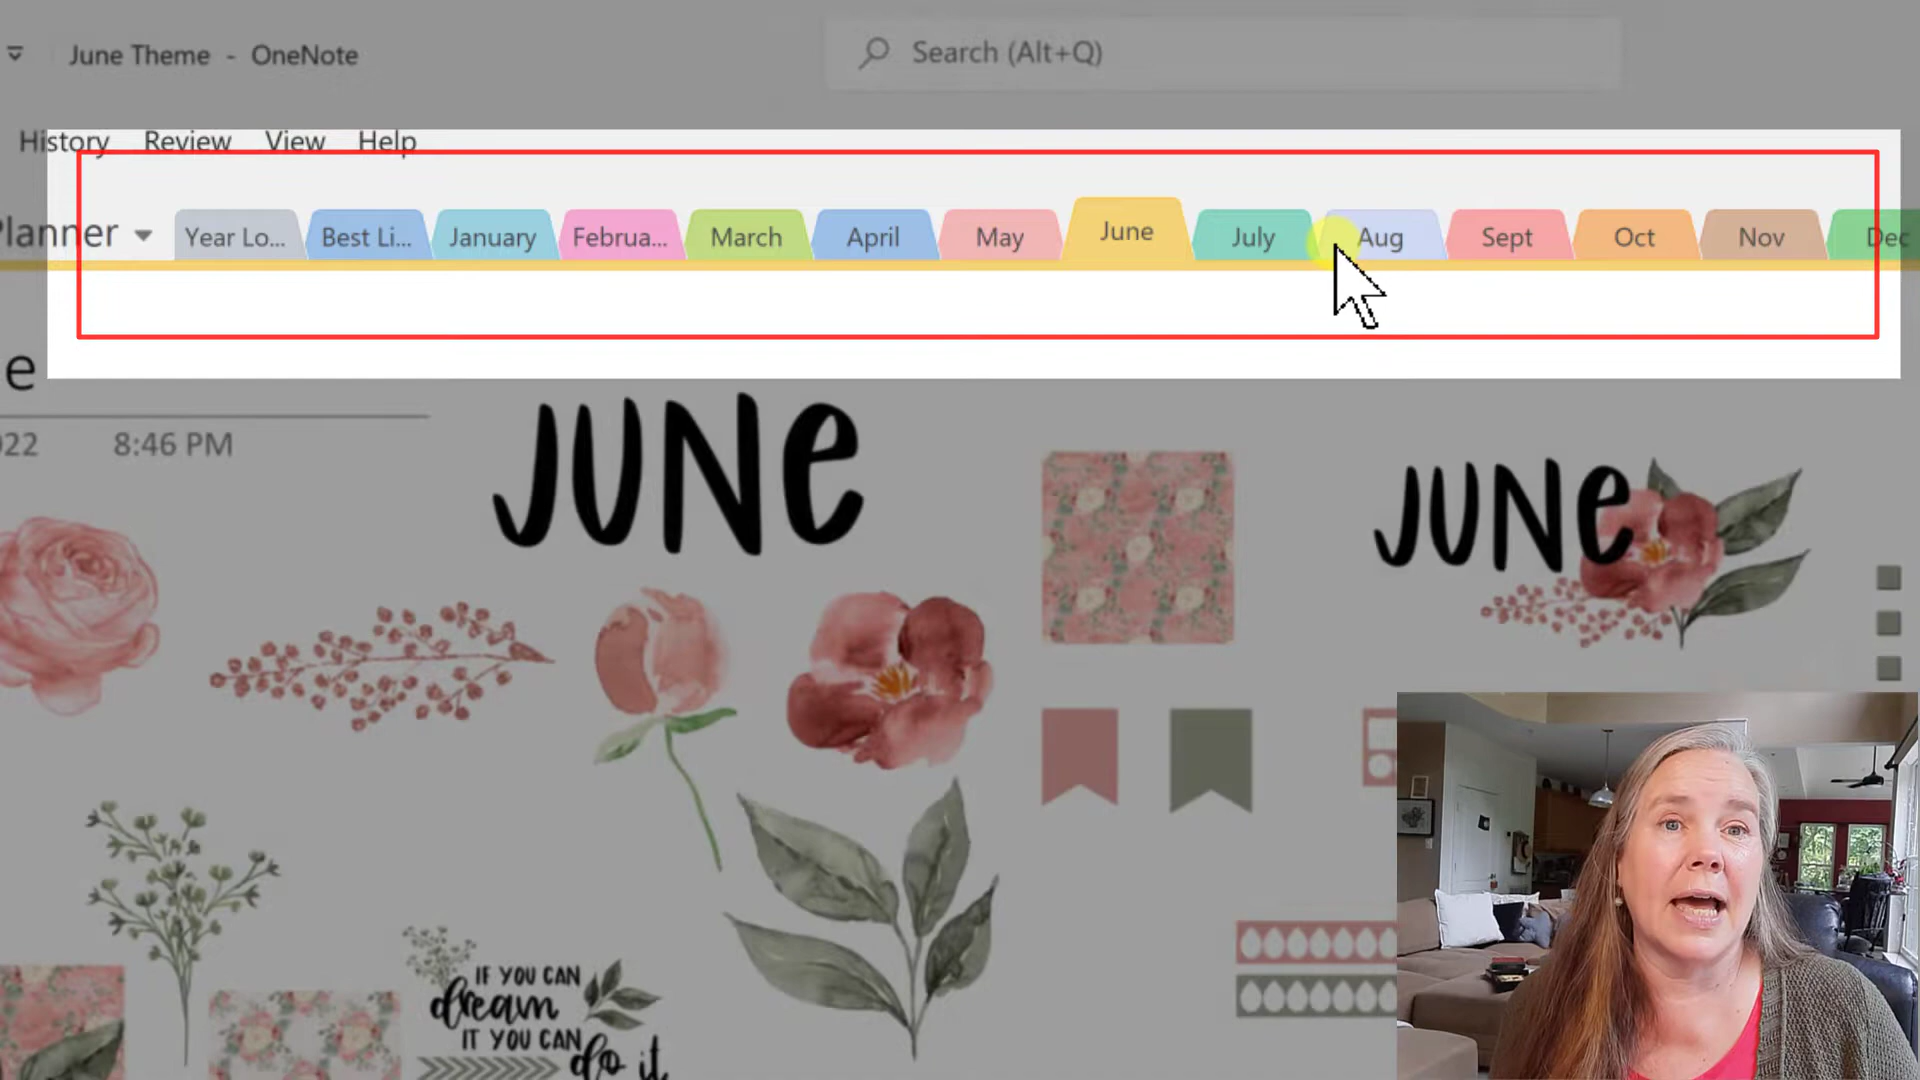 June Theme - OneNote
Search (Alt+Q)
History Review View Help
Planner
Year Lo... Best Li... January Februa... March April May June July Aug Sept Oct Nov Dec
e
022 8:46 PM
JUNe
JUNe
IF YOU CAN
dream
IT YOU CAN
do it